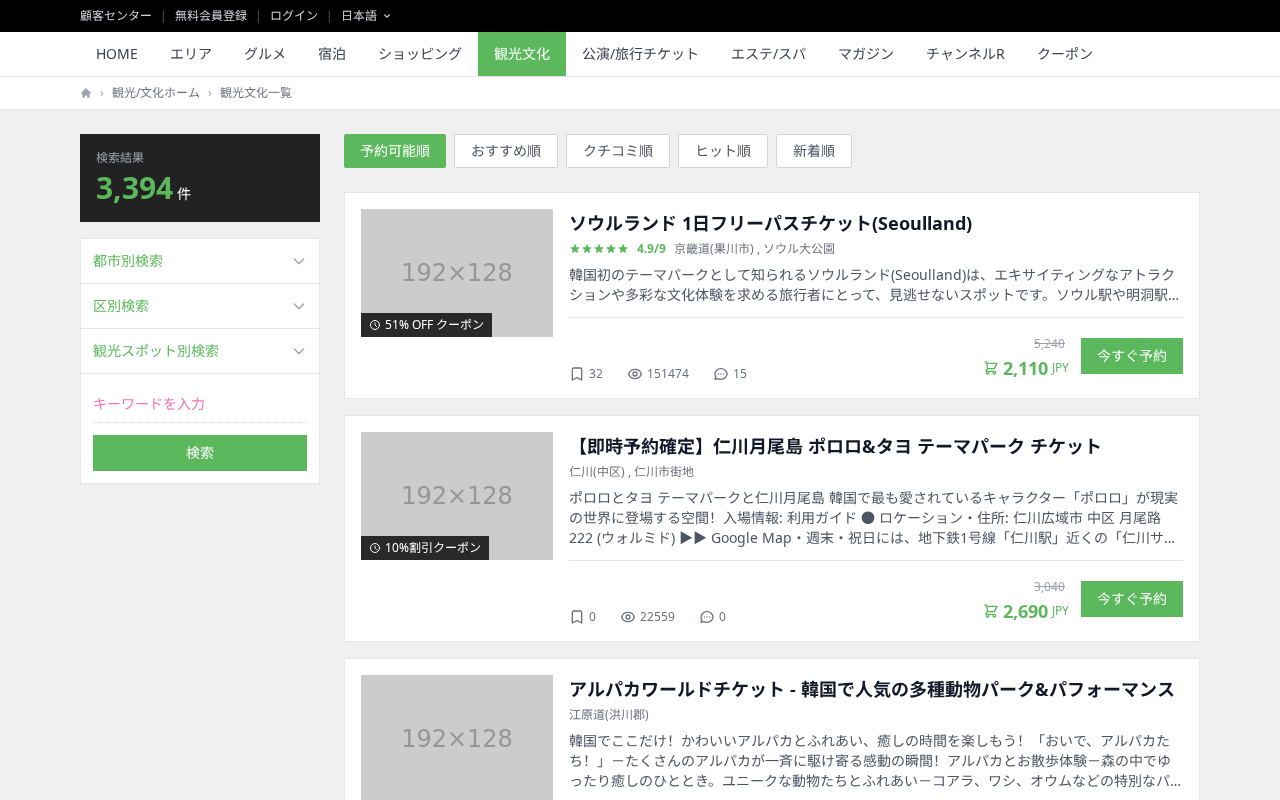 顧客センター | 無料会員登録 | ログイン | 日本語
HOME エリア グルメ 宿泊 ショッピング 観光文化 公演/旅行チケット エステ/スパ マガジン チャンネルR クーポン
› 観光/文化ホーム › 観光文化一覧
検索結果
3,394 件
都市別検索
区別検索
観光スポット別検索
キーワードを入力
検索
予約可能順 おすすめ順 クチコミ順 ヒット順 新着順
192×128
51% OFF クーポン
ソウルランド 1日フリーパスチケット(Seoulland)
★★★★★ 4.9/9 京畿道(果川市) , ソウル大公園
韓国初のテーマパークとして知られるソウルランド(Seoulland)は、エキサイティングなアトラク
ションや多彩な文化体験を求める旅行者にとって、見逃せないスポットです。ソウル駅や明洞駅...
32 151474 15
5,240
2,110 JPY
今すぐ予約
192×128
10%割引クーポン
【即時予約確定】仁川月尾島 ポロロ&タヨ テーマパーク チケット
仁川(中区) , 仁川市街地
ポロロとタヨ テーマパークと仁川月尾島 韓国で最も愛されているキャラクター「ポロロ」が現実
の世界に登場する空間！入場情報: 利用ガイド ● ロケーション・住所: 仁川広域市 中区 月尾路
222 (ウォルミド) ▶▶ Google Map・週末・祝日には、地下鉄1号線「仁川駅」近くの「仁川サ...
0 22559 0
3,040
2,690 JPY
今すぐ予約
192×128
アルパカワールドチケット - 韓国で人気の多種動物パーク&パフォーマンス
江原道(洪川郡)
韓国でここだけ！かわいいアルパカとふれあい、癒しの時間を楽しもう！「おいで、アルパカた
ち！」－たくさんのアルパカが一斉に駆け寄る感動の瞬間！アルパカとお散歩体験－森の中でゆ
ったり癒しのひととき。ユニークな動物たちとふれあい－コアラ、ワシ、オウムなどの特別なパ...